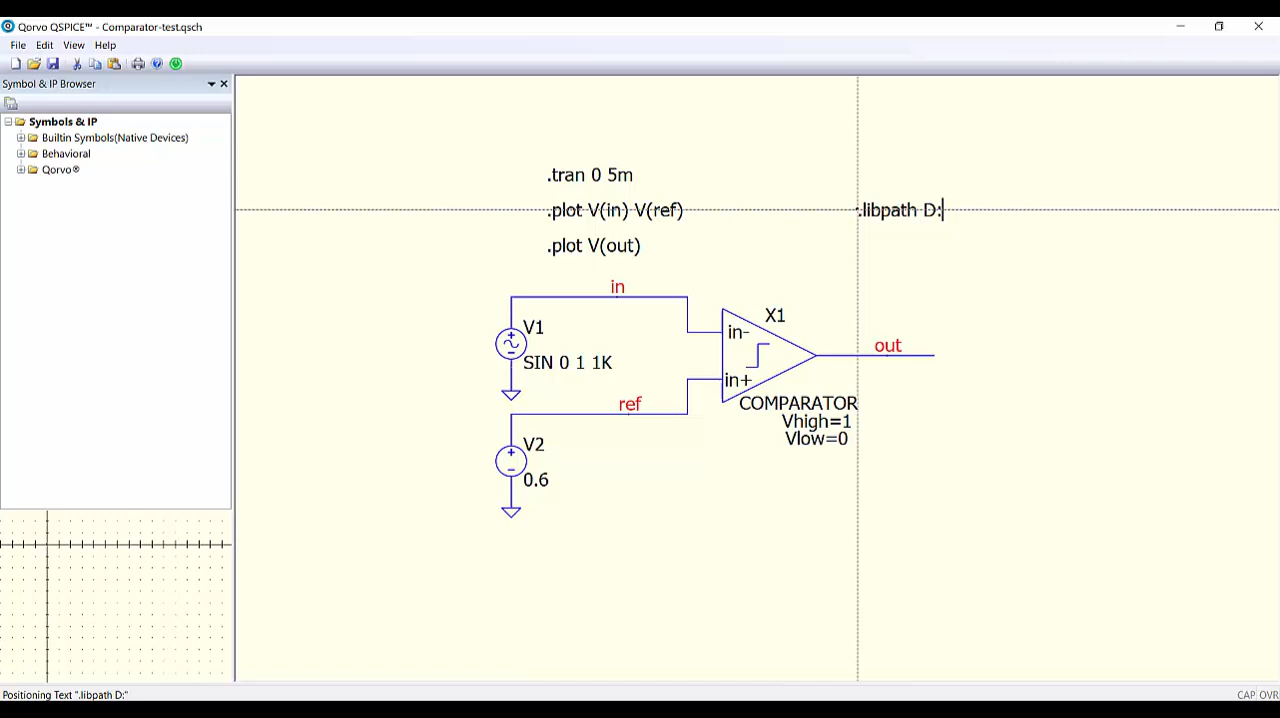 Qorvo QSPICE™ - Comparator-test.qsch
File Edit View Help
Symbol & IP Browser
Symbols & IP
Builtin Symbols(Native Devices)
Behavioral
Qorvo®
.tran 0 5m
.plot V(in) V(ref)
.libpath D:
.plot V(out)
in
V1
SIN 0 1 1K
X1
in-
in+
out
COMPARATOR
Vhigh=1
Vlow=0
ref
V2
0.6
Positioning Text ".libpath D:"
CAP OVR